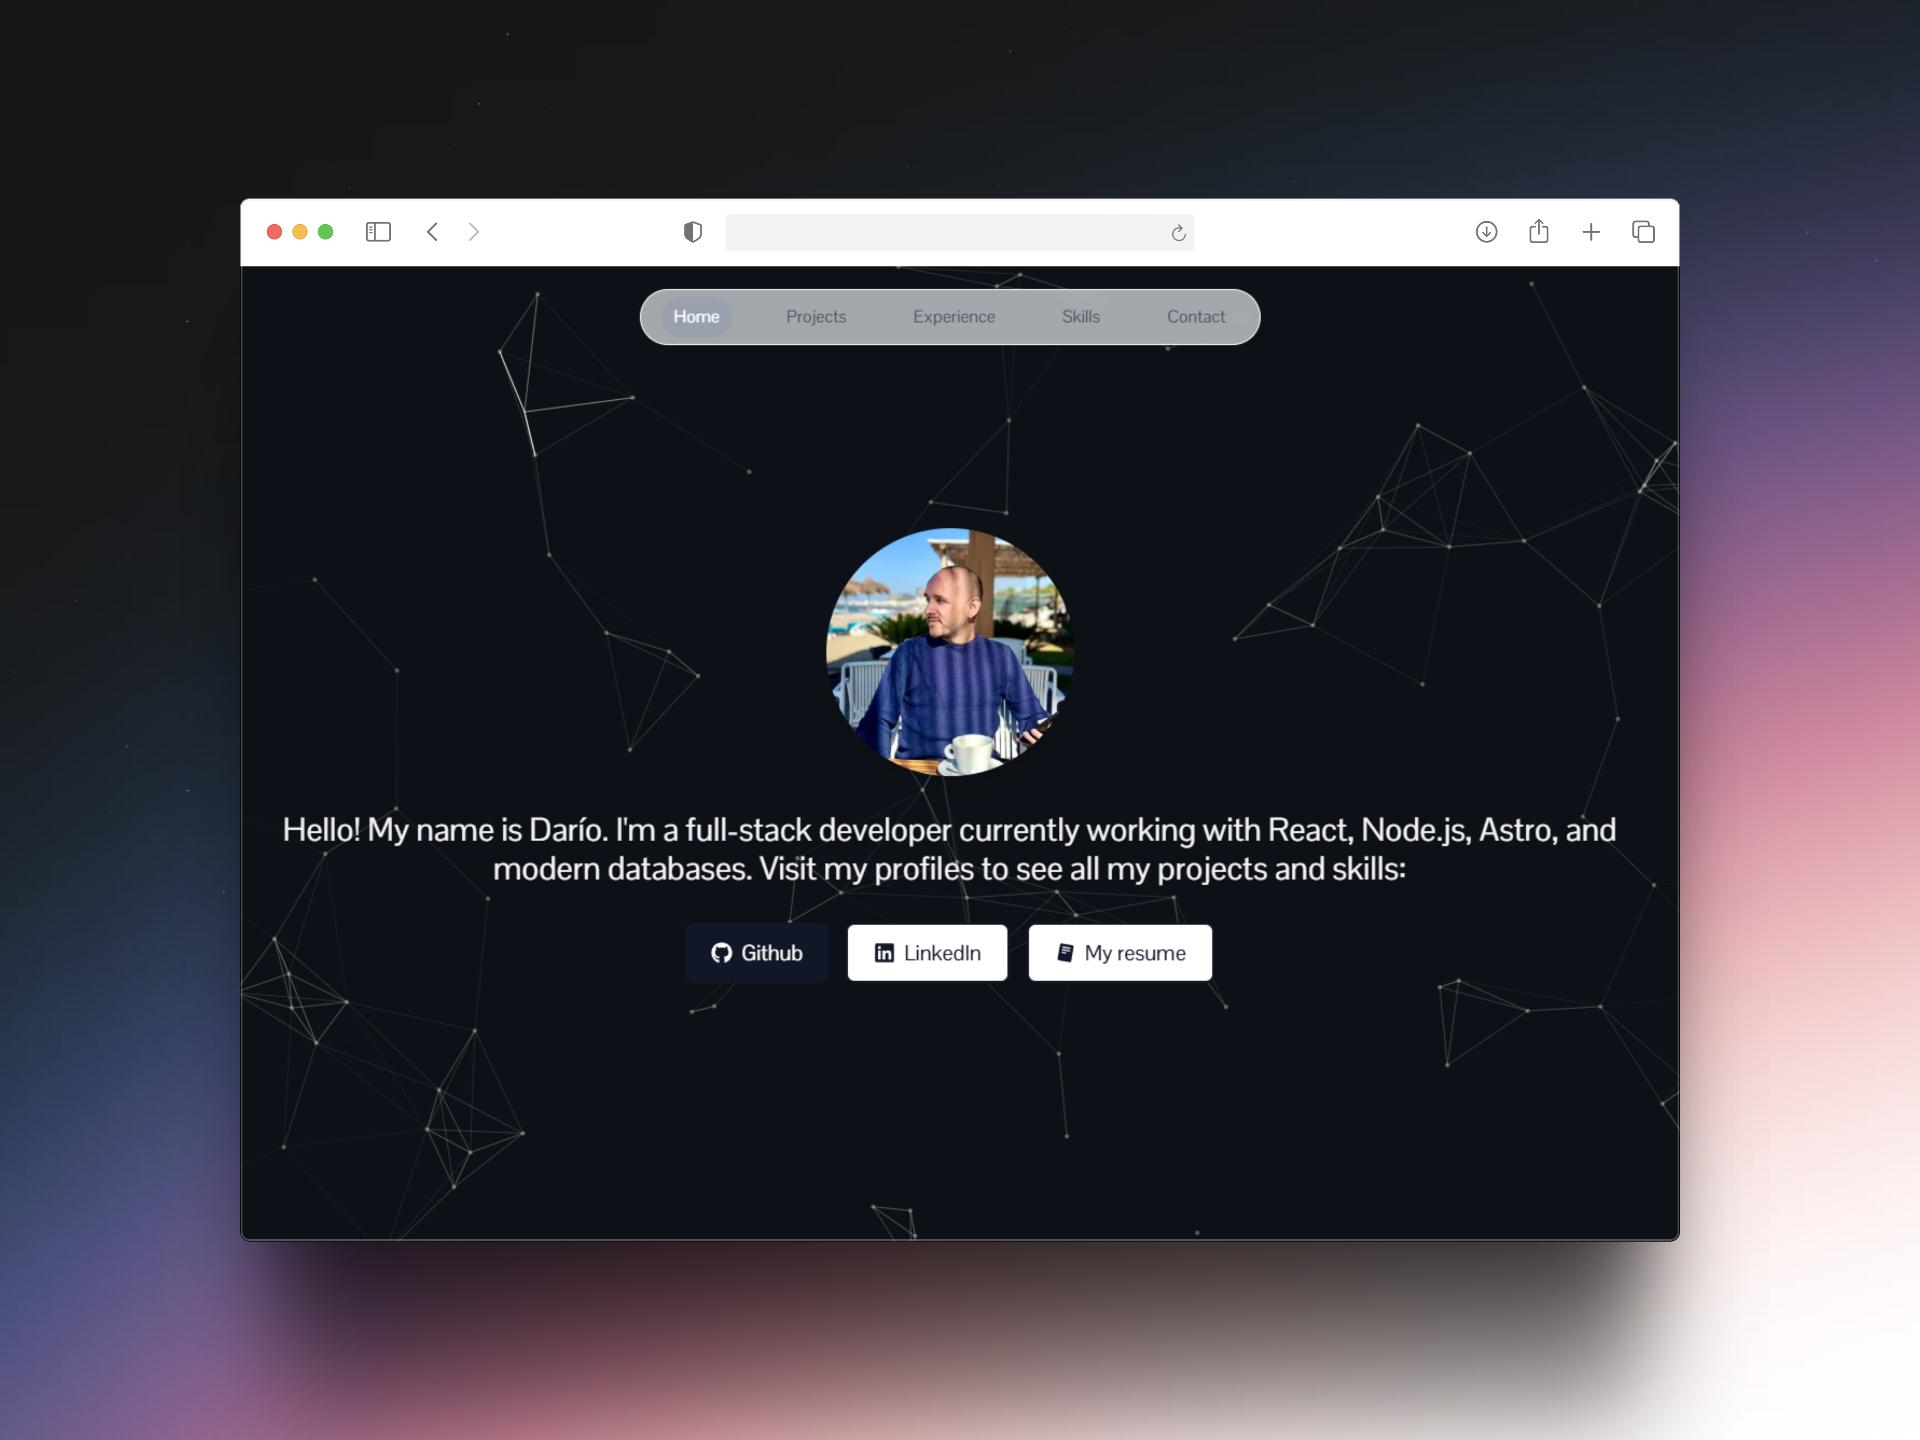 Home Projects Experience Skills Contact
Hello! My name is Darío. I'm a full-stack developer currently working with React, Node.js, Astro, and
modern databases. Visit my profiles to see all my projects and skills:
Github LinkedIn My resume